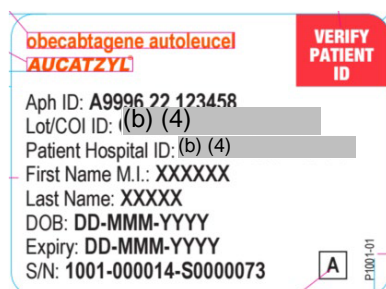 obecabtagene autoleucel
AUCATZYL®
VERIFY
PATIENT
ID
Aph ID: A9996 22 123458
Lot/COI ID: (b) (4)
Patient Hospital ID: (b) (4)
First Name M.I.: XXXXXX
Last Name: XXXXX
DOB: DD-MMM-YYYY
Expiry: DD-MMM-YYYY
S/N: 1001-000014-S0000073
A
P1001-01